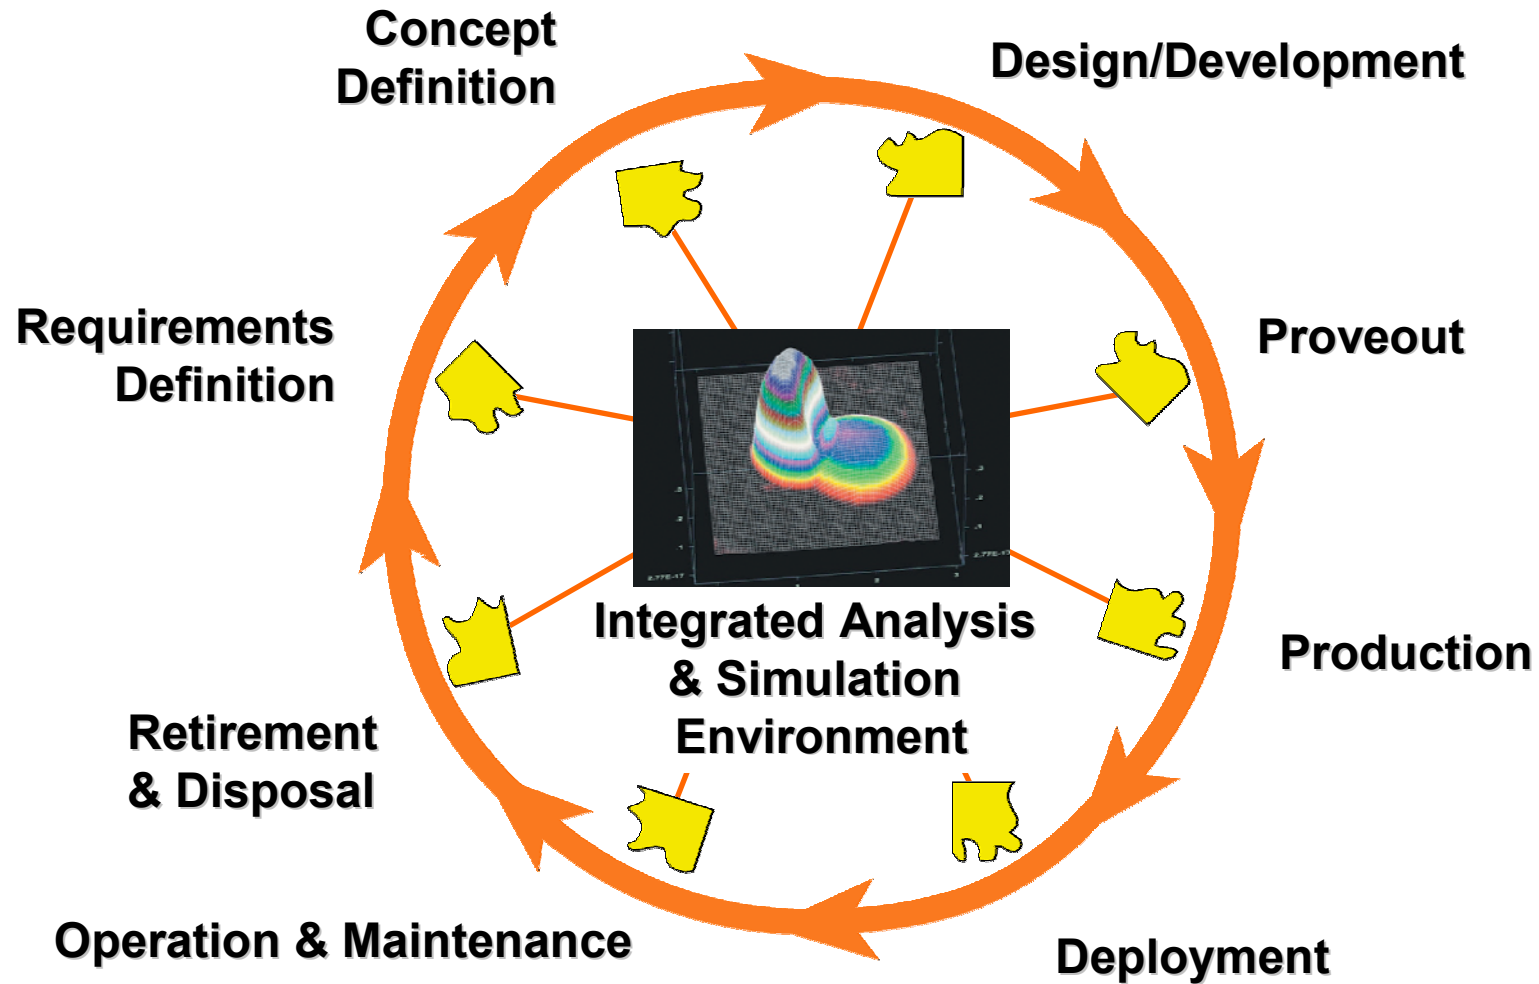 Concept
Definition
Design/Development
Requirements
Definition
Proveout
Integrated Analysis
& Simulation
Environment
Production
Retirement
& Disposal
Operation & Maintenance
Deployment